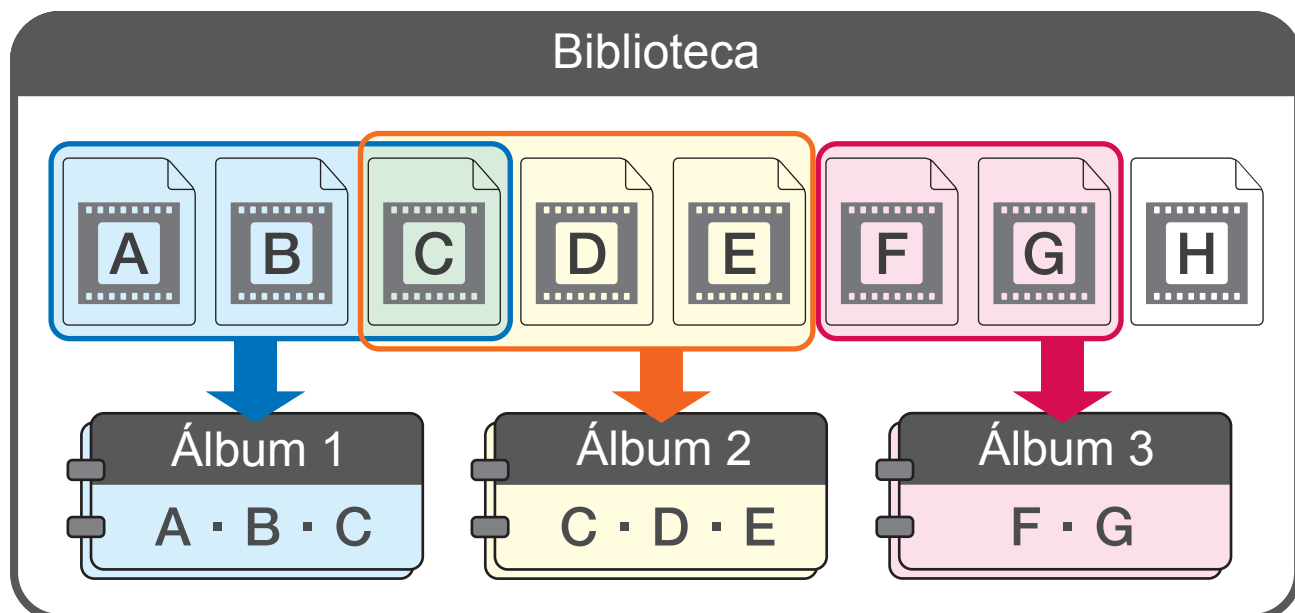 Biblioteca
A B C D E F G H
Álbum 1 Álbum 2 Álbum 3
A · B · C C · D · E F · G